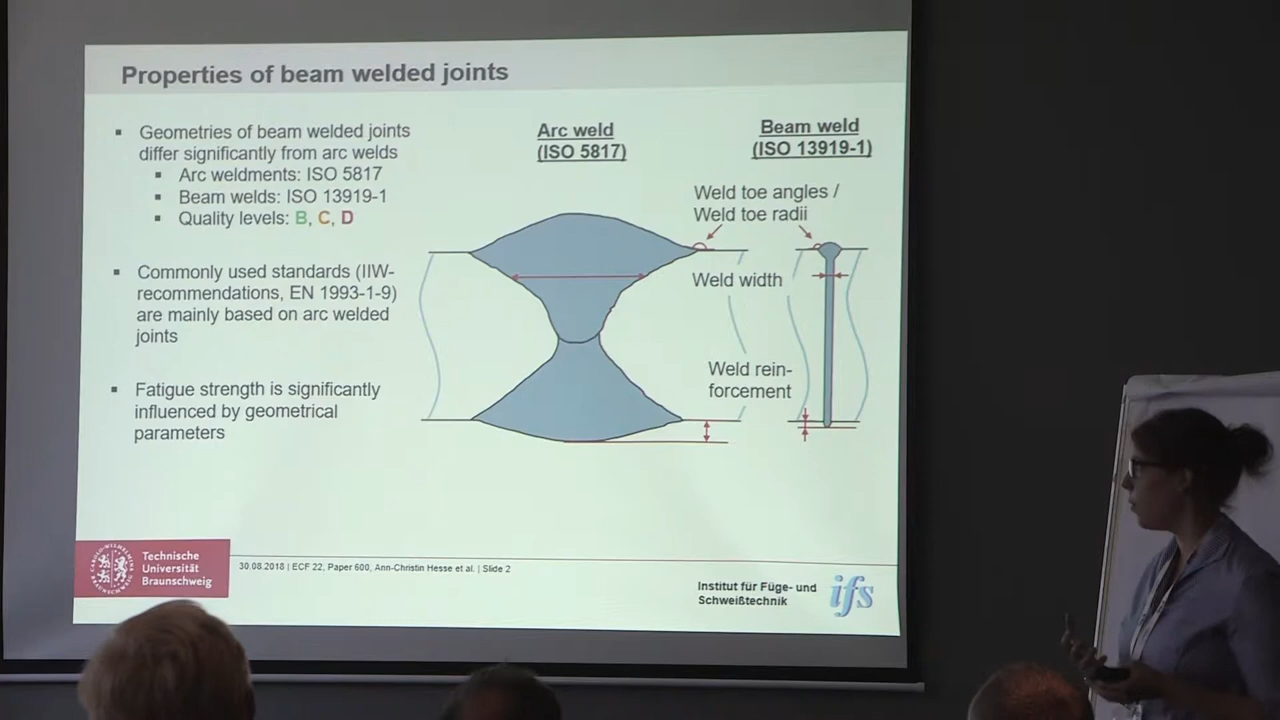 Properties of beam welded joints
▪ Geometries of beam welded joints
differ significantly from arc welds
▪ Arc weldments: ISO 5817
▪ Beam welds: ISO 13919-1
▪ Quality levels: B, C, D
▪ Commonly used standards (IIW-
recommendations, EN 1993-1-9)
are mainly based on arc welded
joints
▪ Fatigue strength is significantly
influenced by geometrical
parameters
Arc weld
(ISO 5817)
Beam weld
(ISO 13919-1)
Weld toe angles /
Weld toe radii
Weld width
Weld rein-
forcement
Technische
Universität
Braunschweig
30.08.2018 | ECF 22, Paper 600, Ann-Christin Hesse et al. | Slide 2
Institut für Füge- und
Schweißtechnik
ifs